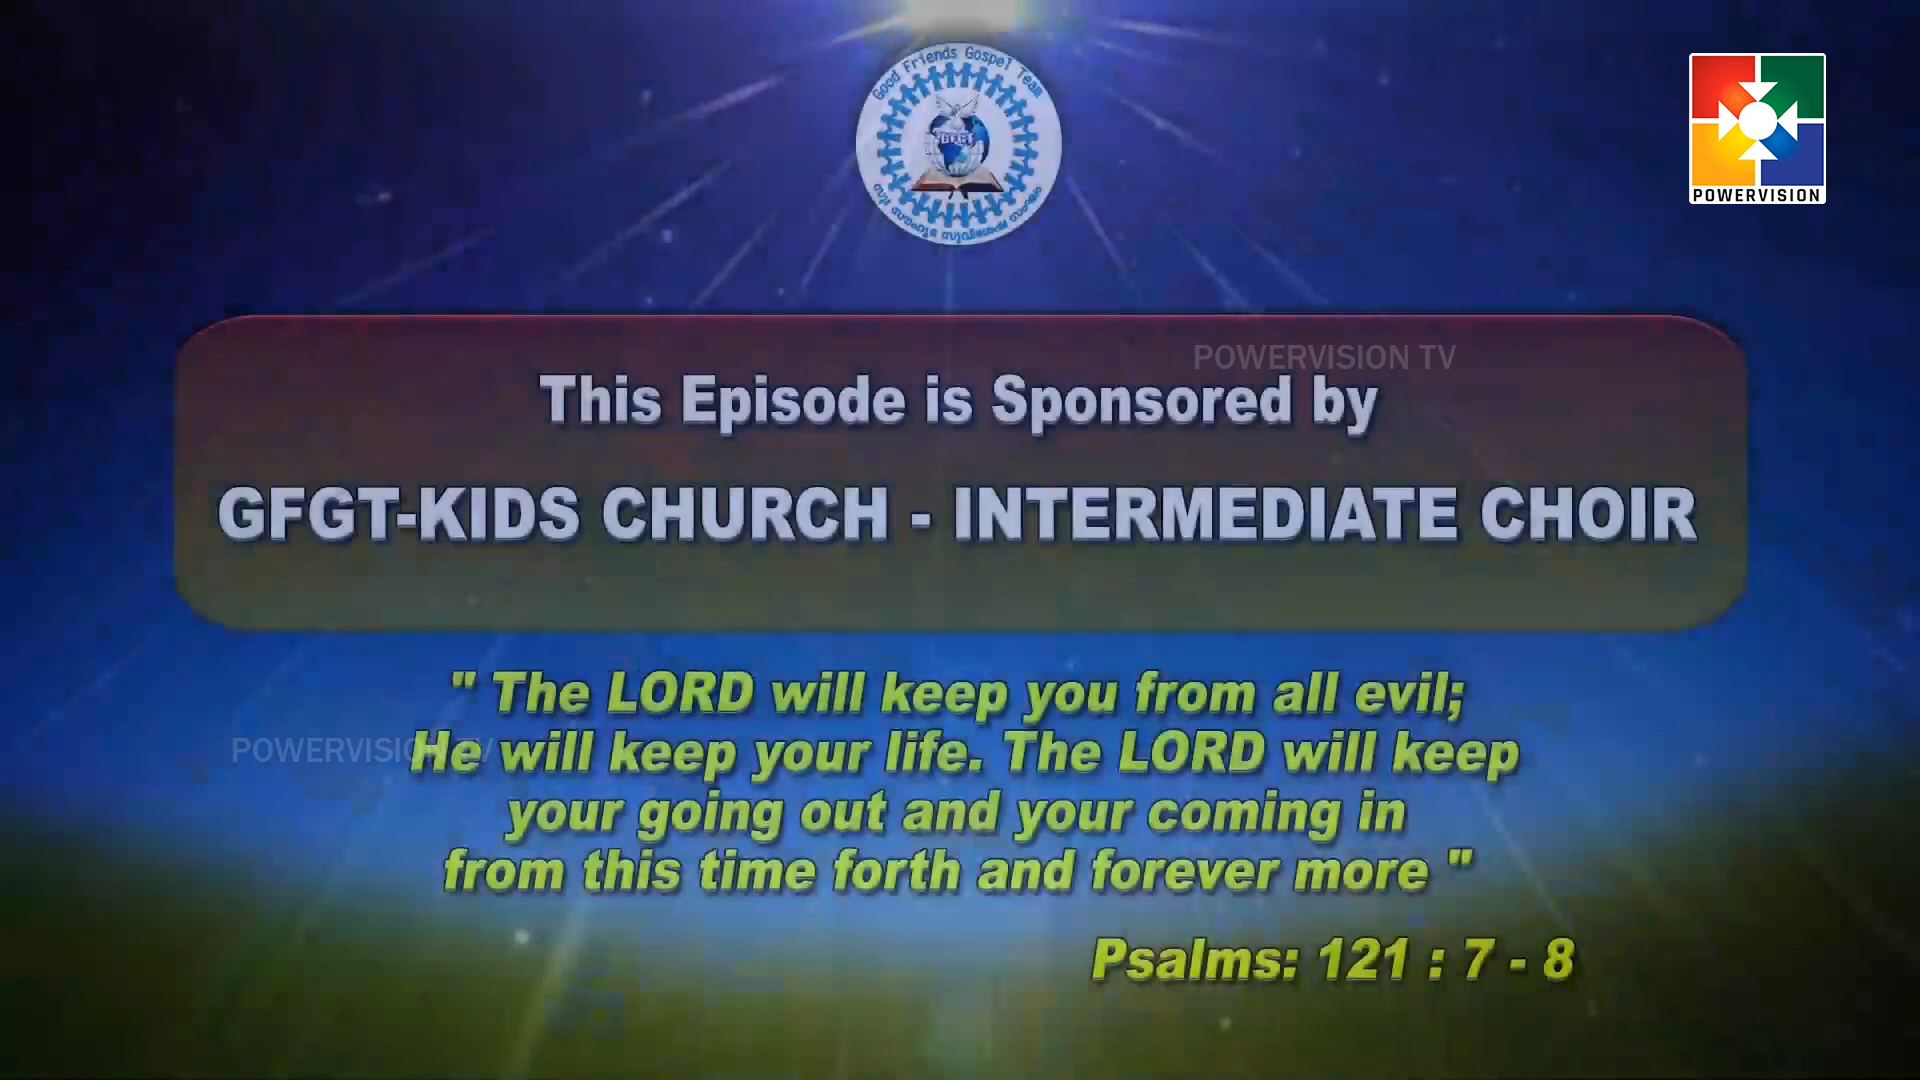 Good Friends Gospel Team
GFGT
POWERVISION
POWERVISION TV
This Episode is Sponsored by
GFGT-KIDS CHURCH - INTERMEDIATE CHOIR
" The LORD will keep you from all evil;
POWERVISION TV
He will keep your life. The LORD will keep
your going out and your coming in
from this time forth and forever more "
Psalms: 121 : 7 - 8